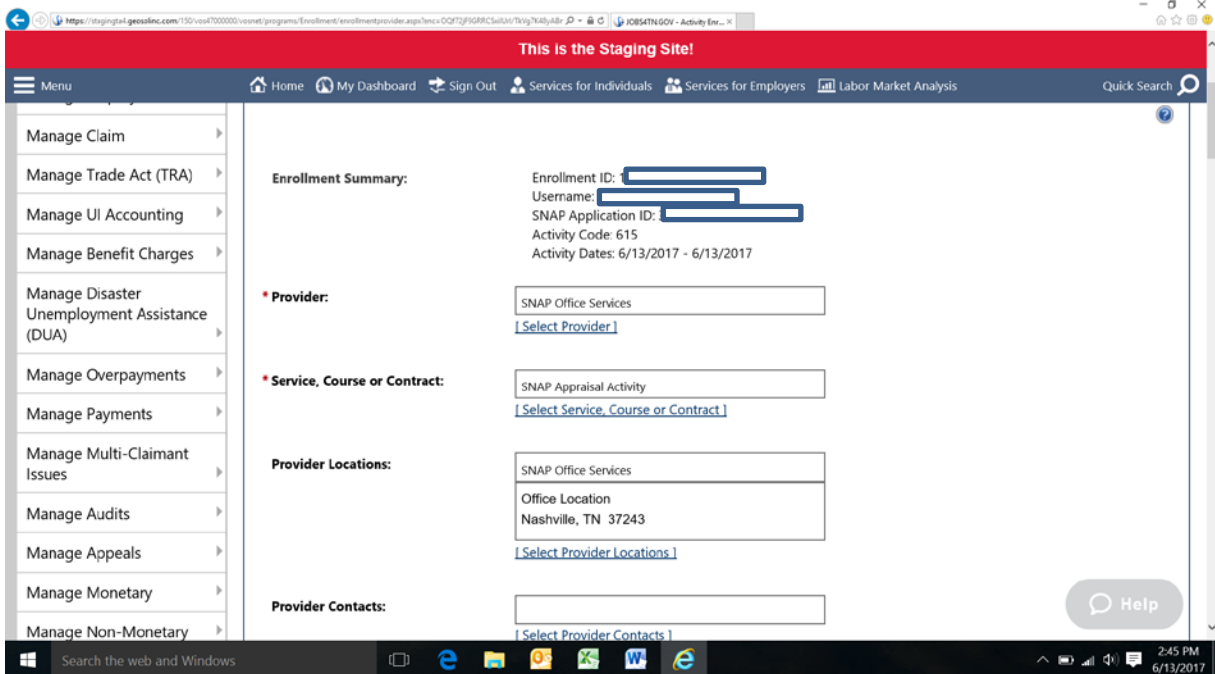 JOBS4TN.GOV - Activity Enr...
This is the Staging Site!
Menu
Home My Dashboard Sign Out Services for Individuals Services for Employers Labor Market Analysis Quick Search
Manage Claim
Manage Trade Act (TRA)
Manage UI Accounting
Manage Benefit Charges
Manage Disaster
Unemployment Assistance
(DUA)
Manage Overpayments
Manage Payments
Manage Multi-Claimant
Issues
Manage Audits
Manage Appeals
Manage Monetary
Manage Non-Monetary
Enrollment Summary:
Enrollment ID: 1
Username:
SNAP Application ID:
Activity Code: 615
Activity Dates: 6/13/2017 - 6/13/2017
* Provider:
SNAP Office Services
[ Select Provider ]
* Service, Course or Contract:
SNAP Appraisal Activity
[ Select Service, Course or Contract ]
Provider Locations:
SNAP Office Services
Office Location
Nashville, TN 37243
[ Select Provider Locations ]
Provider Contacts:
[ Select Provider Contacts ]
Help
Search the web and Windows
2:45 PM
6/13/2017